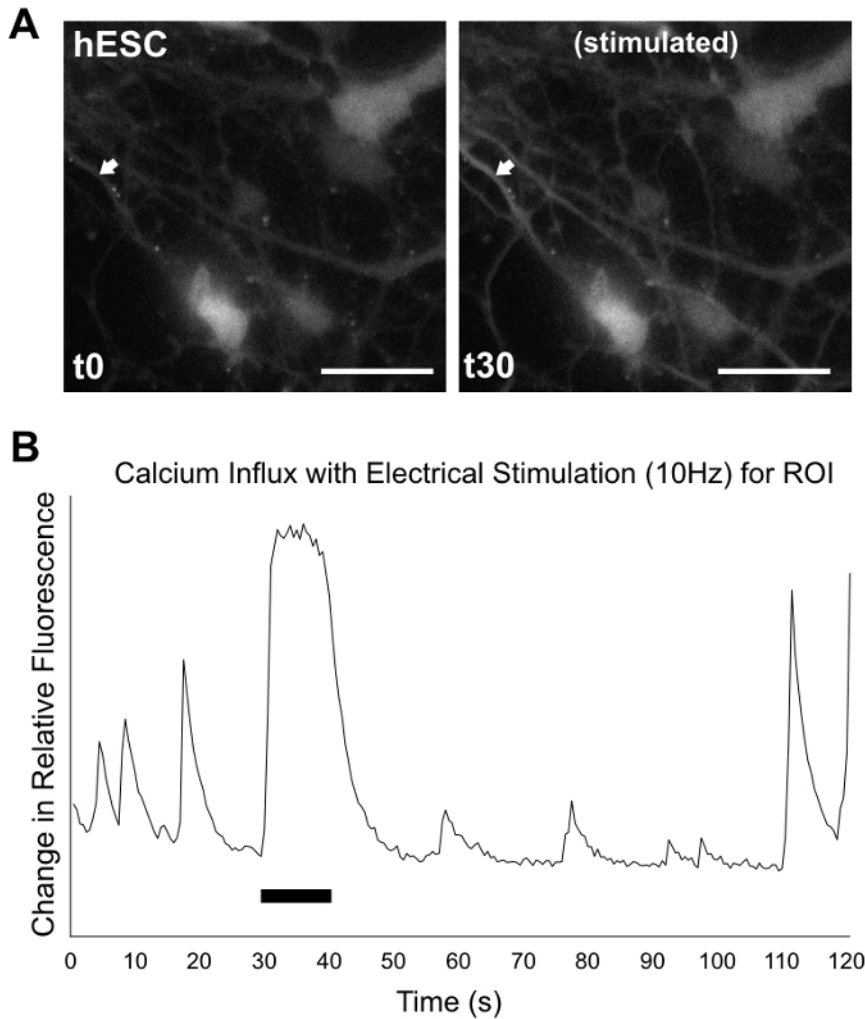 A
hESC
(stimulated)
t0
t30
B
Calcium Influx with Electrical Stimulation (10Hz) for ROI
Change in Relative Fluorescence
0 10 20 30 40 50 60 70 80 90 100 110 120
Time (s)